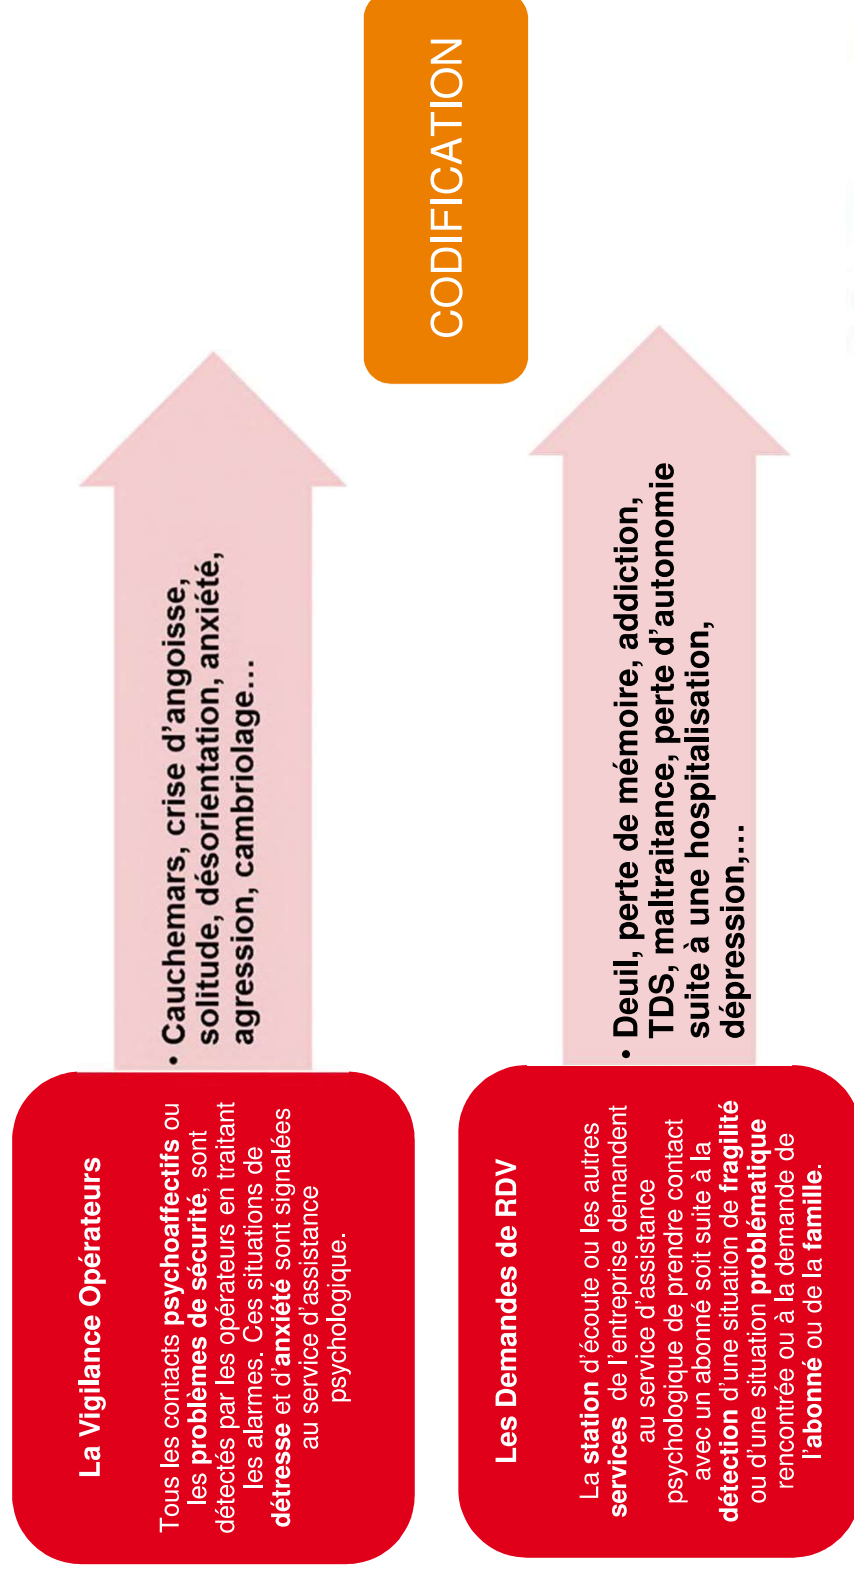 La Vigilance Opérateurs
Tous les contacts psychoaffectifs ou
les problèmes de sécurité, sont
détectés par les opérateurs en traitant
les alarmes. Ces situations de
détresse et d’anxiété sont signalées
au service d’assistance
psychologique.
• Cauchemars, crise d’angoisse,
solitude, désorientation, anxiété,
agression, cambriolage…
CODIFICATION
Les Demandes de RDV
La station d’écoute ou les autres
services de l’entreprise demandent
au service d’assistance
psychologique de prendre contact
avec un abonné soit suite à la
détection d’une situation de fragilité
ou d’une situation problématique
rencontrée ou à la demande de
l’abonné ou de la famille.
• Deuil, perte de mémoire, addiction,
TDS, maltraitance, perte d’autonomie
suite à une hospitalisation,
dépression,…